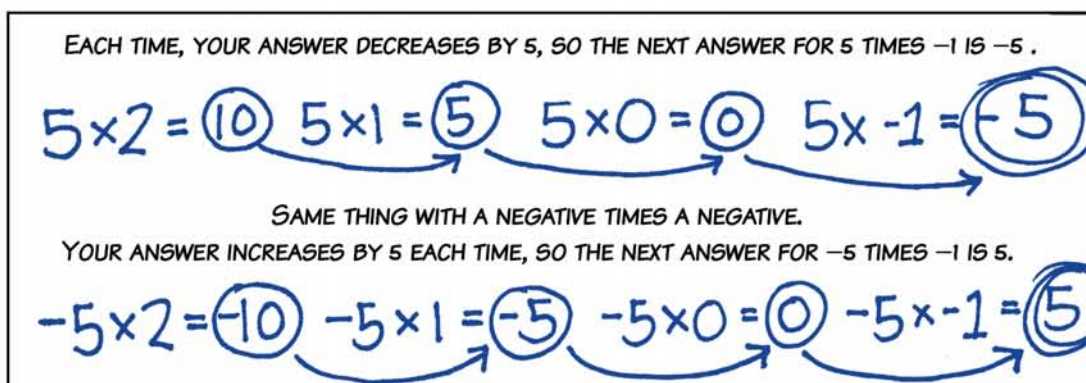 EACH TIME, YOUR ANSWER DECREASES BY 5, SO THE NEXT ANSWER FOR 5 TIMES –1 IS –5 .
5×2 = 10 5×1 = 5 5×0 = 0 5x -1 = -5
SAME THING WITH A NEGATIVE TIMES A NEGATIVE.
YOUR ANSWER INCREASES BY 5 EACH TIME, SO THE NEXT ANSWER FOR –5 TIMES –1 IS 5.
-5×2 = -10 -5×1 = -5 -5×0 = 0 -5×-1 = 5